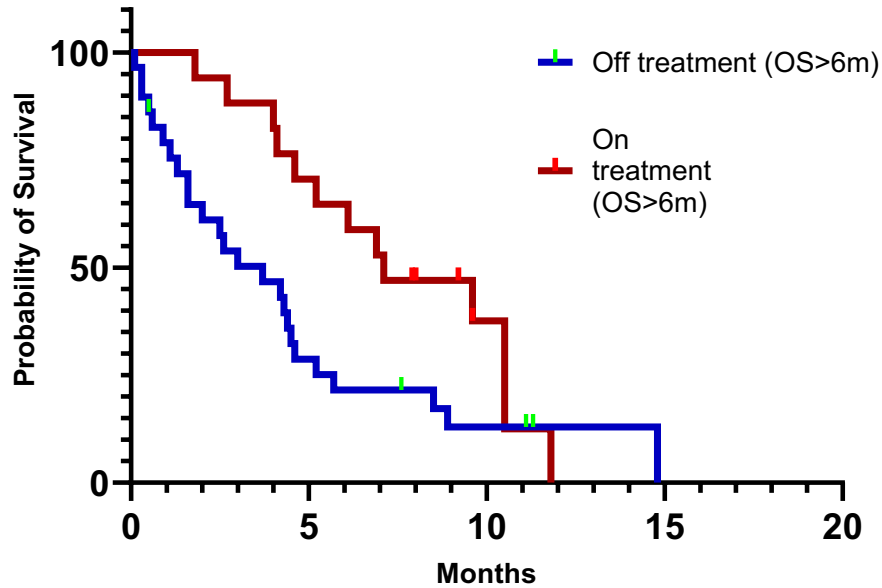 Probability of Survival
100
50
0
0 5 10 15 20
Months
Off treatment (OS>6m)
On
treatment
(OS>6m)